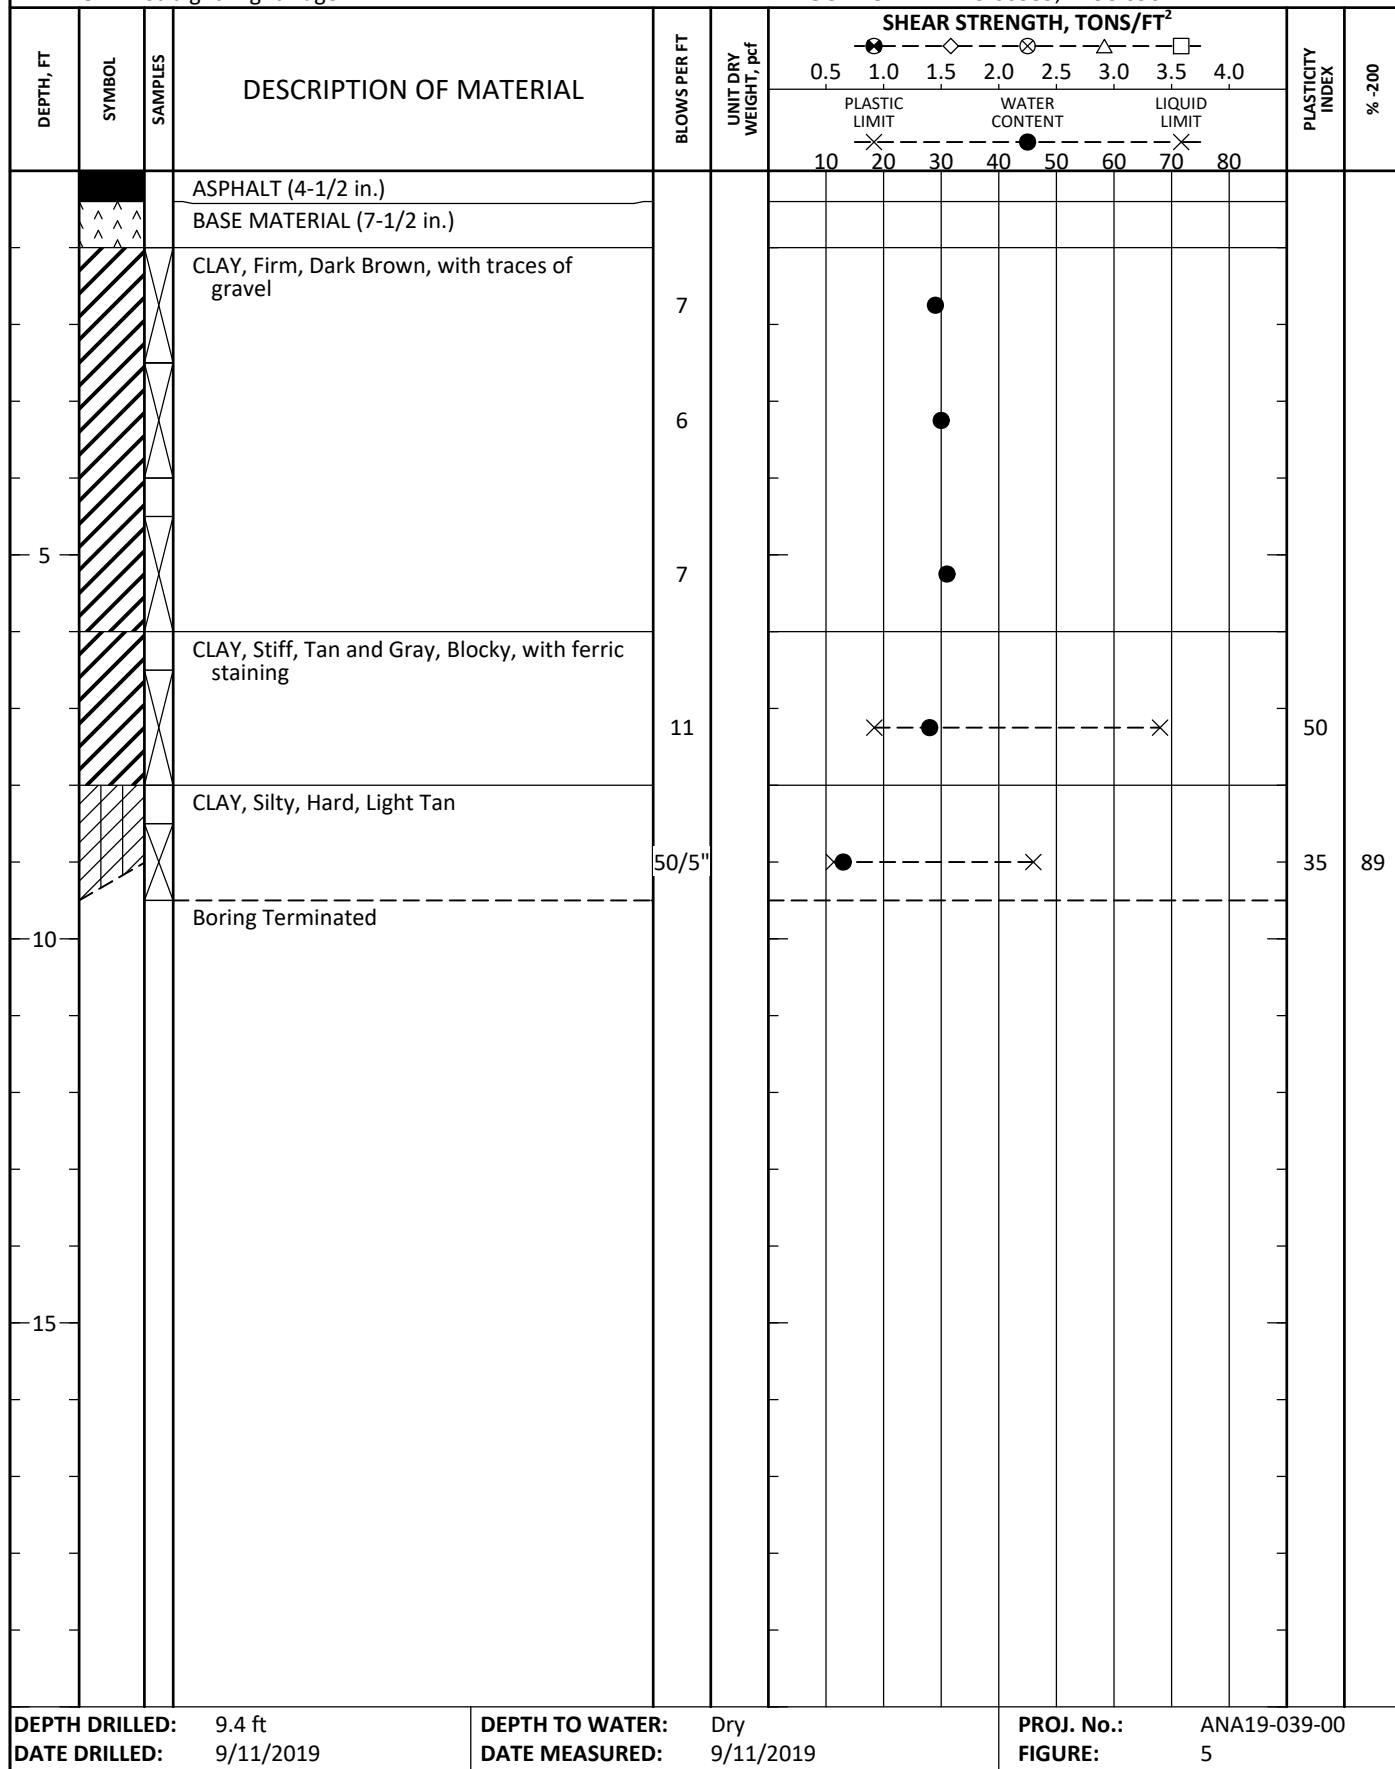 SHEAR STRENGTH, TONS/FT²
DEPTH, FT
SYMBOL
SAMPLES
DESCRIPTION OF MATERIAL
BLOWS PER FT
UNIT DRY
WEIGHT, pcf
0.5 1.0 1.5 2.0 2.5 3.0 3.5 4.0
PLASTIC
LIMIT
WATER
CONTENT
LIQUID
LIMIT
10 20 30 40 50 60 70 80
PLASTICITY
INDEX
% -200
ASPHALT (4-1/2 in.)
BASE MATERIAL (7-1/2 in.)
CLAY, Firm, Dark Brown, with traces of
gravel
7
6
5
7
CLAY, Stiff, Tan and Gray, Blocky, with ferric
staining
11 50
CLAY, Silty, Hard, Light Tan
50/5" 35 89
Boring Terminated
10
15
DEPTH DRILLED: 9.4 ft
DATE DRILLED: 9/11/2019
DEPTH TO WATER: Dry
DATE MEASURED: 9/11/2019
PROJ. No.: ANA19-039-00
FIGURE: 5